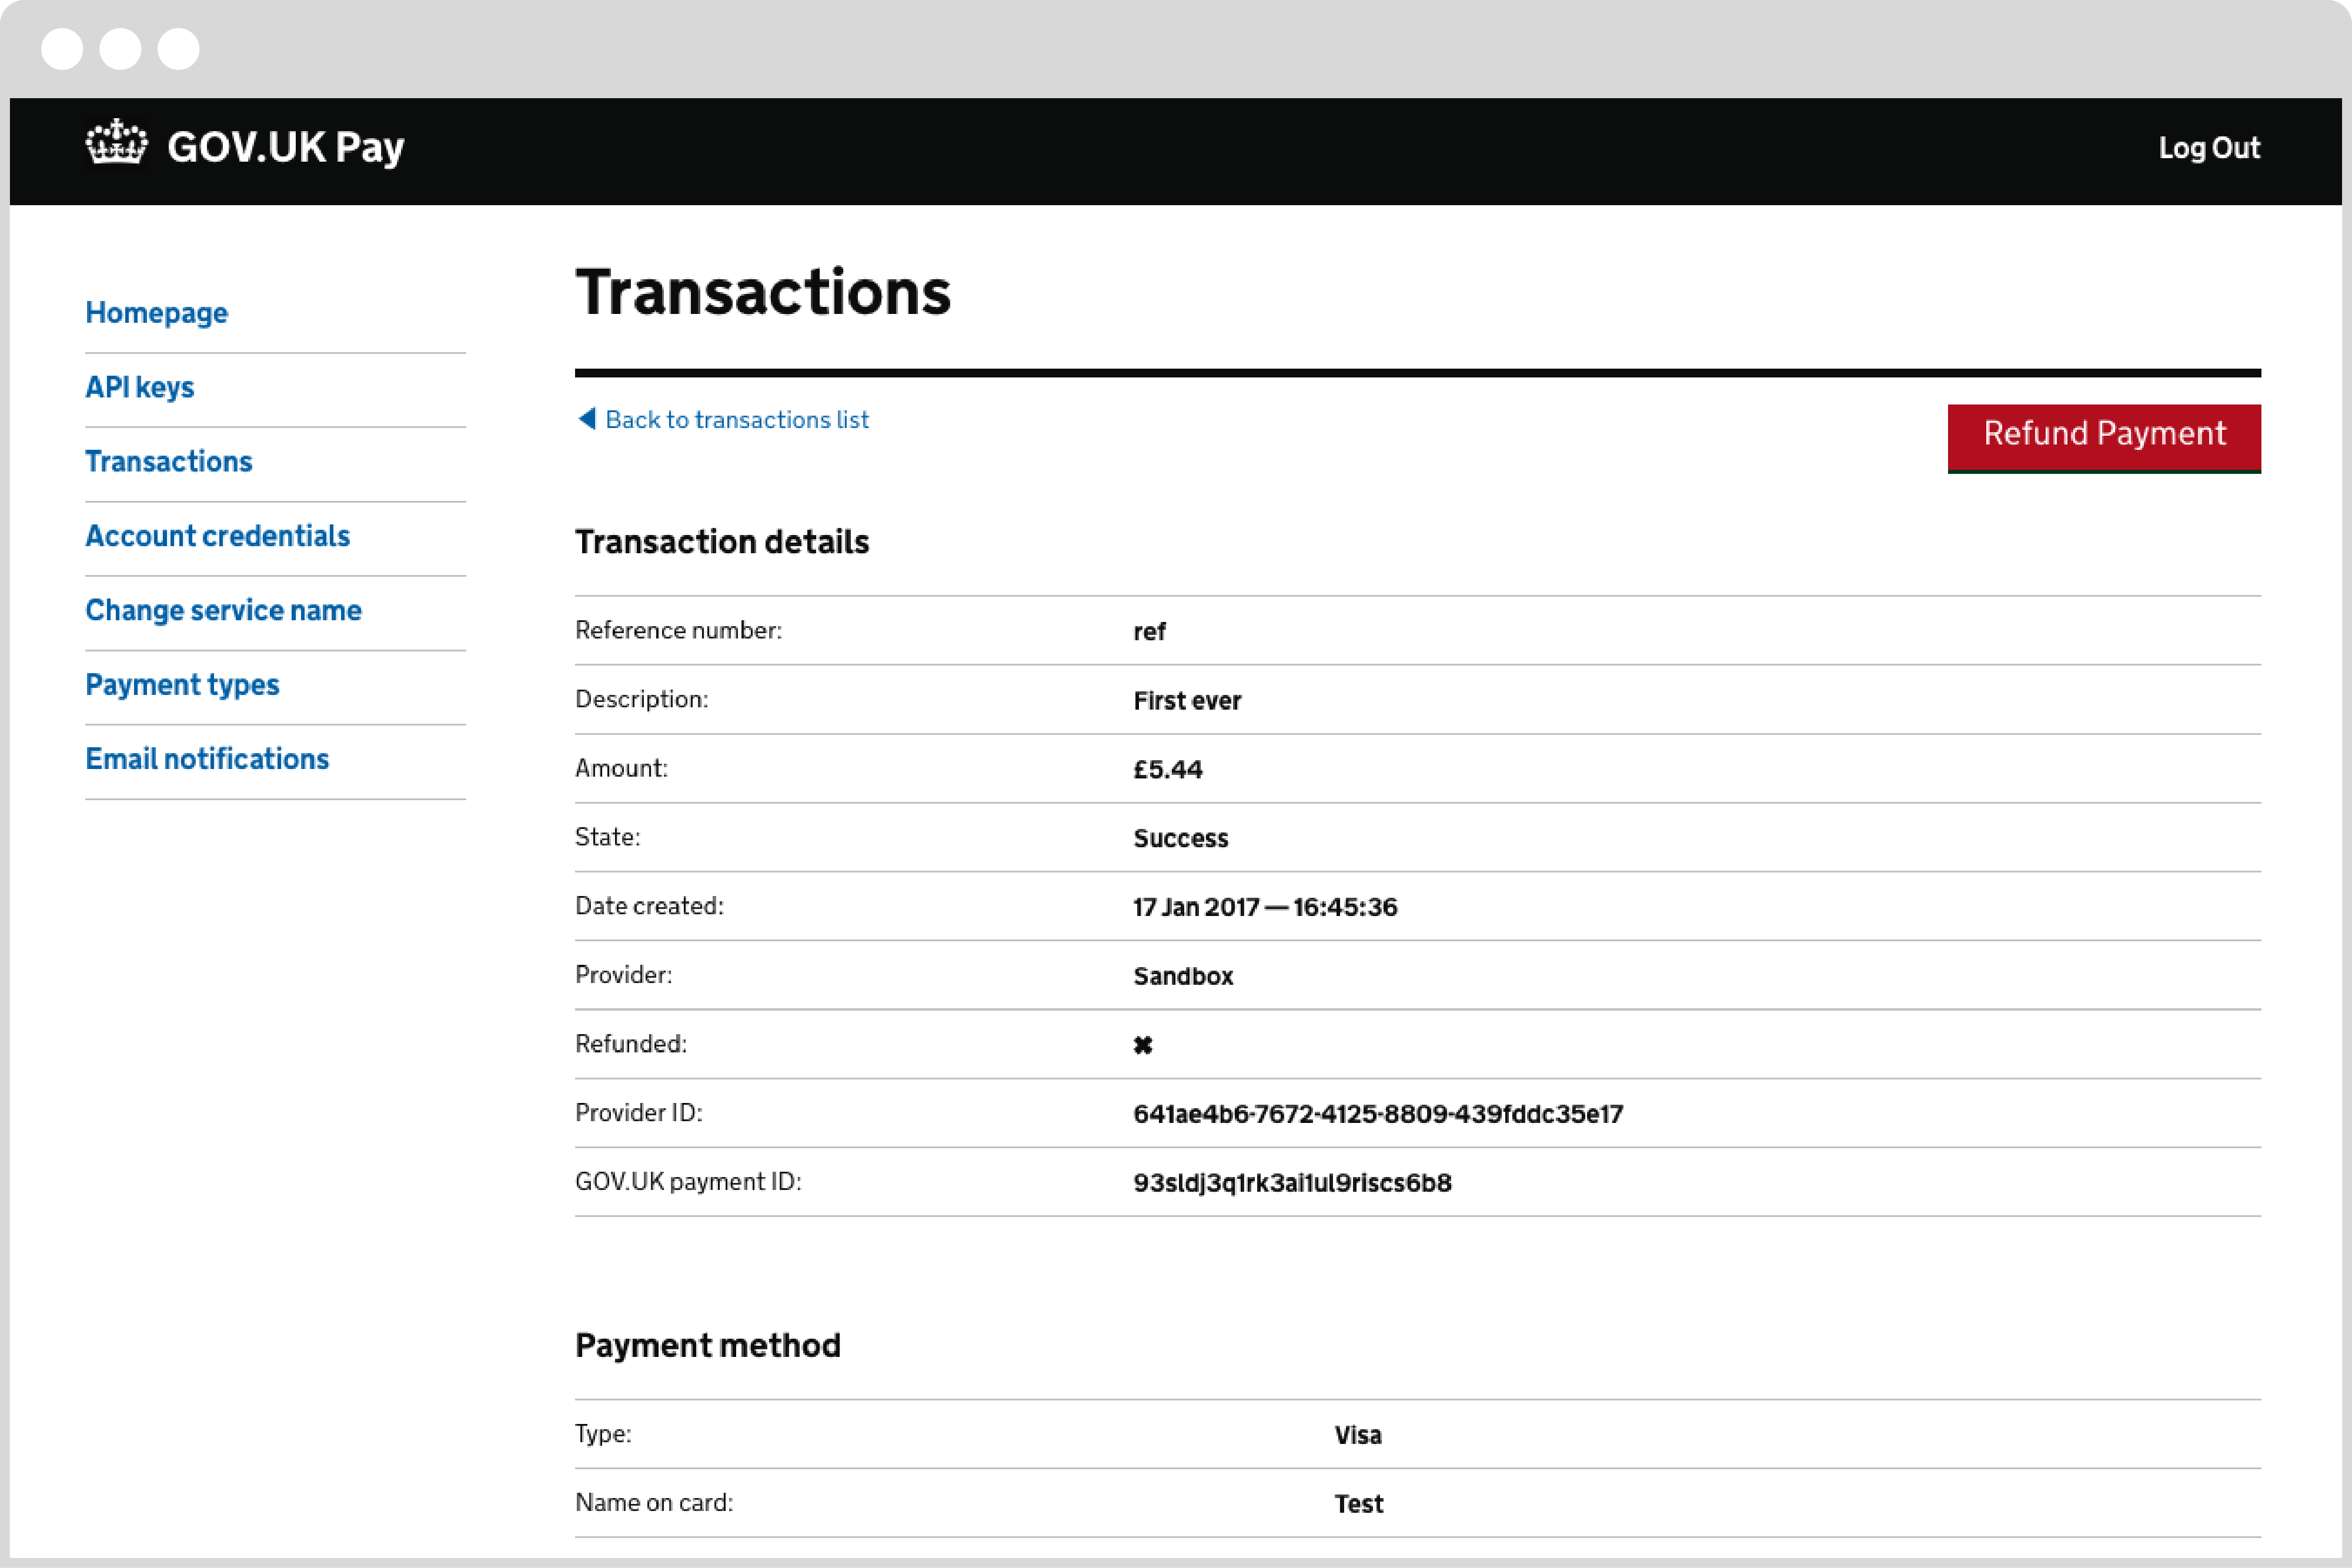 GOV.UK Pay
Log Out
Homepage
API keys
Transactions
Account credentials
Change service name
Payment types
Email notifications
Transactions
Back to transactions list
Refund Payment
Transaction details
Reference number: ref
Description: First ever
Amount: £5.44
State: Success
Date created: 17 Jan 2017 — 16:45:36
Provider: Sandbox
Refunded: ✖
Provider ID: 641ae4b6-7672-4125-8809-439fddc35e17
GOV.UK payment ID: 93sldj3q1rk3ai1ul9riscs6b8
Payment method
Type: Visa
Name on card: Test